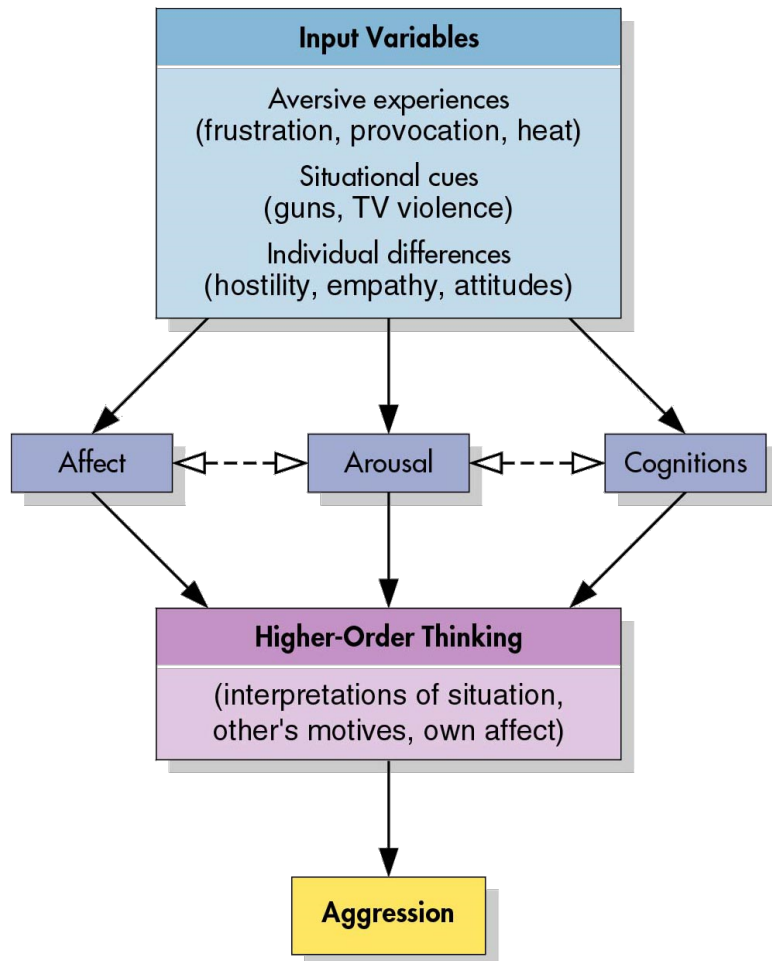 Input Variables
Aversive experiences
(frustration, provocation, heat)
Situational cues
(guns, TV violence)
Individual differences
(hostility, empathy, attitudes)
Affect
Arousal
Cognitions
Higher-Order Thinking
(interpretations of situation,
other's motives, own affect)
Aggression